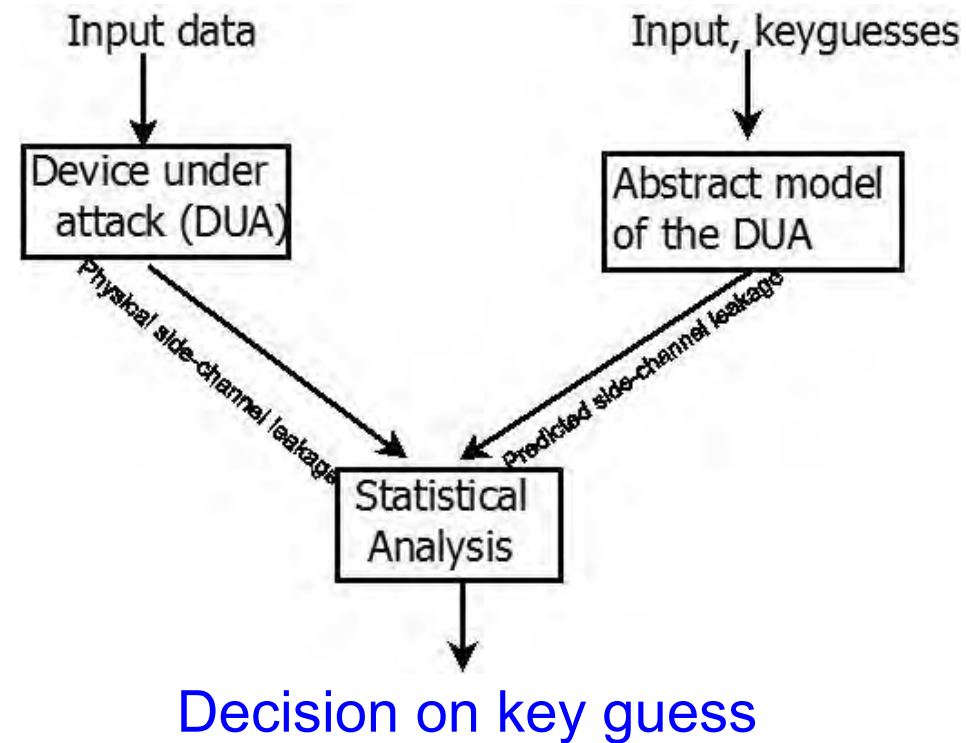 Input data
Input, keyguesses
Device under
attack (DUA)
Abstract model
of the DUA
Physical side-channel leakage
Predicted side-channel leakage
Statistical
Analysis
Decision on key guess